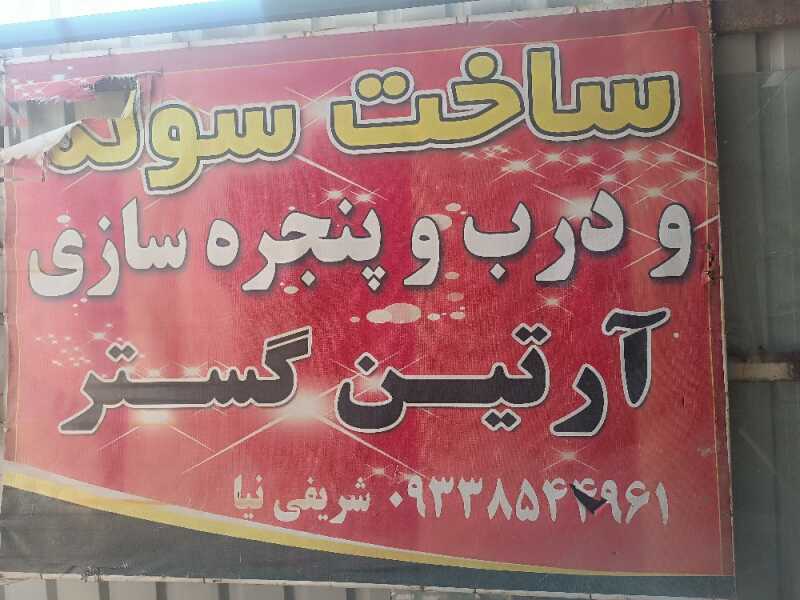 ساخت سوله
و درب و پنجره سازی
آرتین گستر
۰۹۳۳۸۵۴۴۹۶۱ شریفی نیا